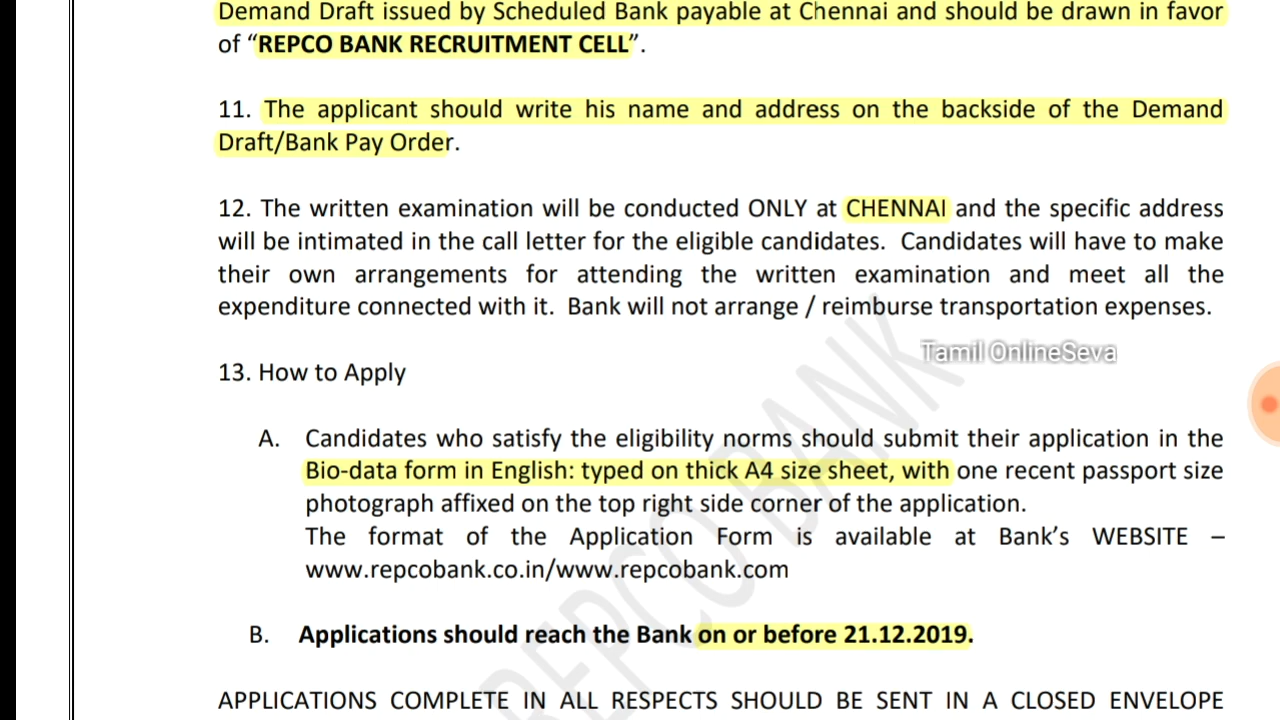 Demand Draft issued by Scheduled Bank payable at Chennai and should be drawn in favor
of “REPCO BANK RECRUITMENT CELL”.
11. The applicant should write his name and address on the backside of the Demand
Draft/Bank Pay Order.
12. The written examination will be conducted ONLY at CHENNAI and the specific address
will be intimated in the call letter for the eligible candidates. Candidates will have to make
their own arrangements for attending the written examination and meet all the
expenditure connected with it. Bank will not arrange / reimburse transportation expenses.
Tamil OnlineSeva
13. How to Apply
A. Candidates who satisfy the eligibility norms should submit their application in the
Bio-data form in English: typed on thick A4 size sheet, with one recent passport size
photograph affixed on the top right side corner of the application.
The format of the Application Form is available at Bank’s WEBSITE –
www.repcobank.co.in/www.repcobank.com
B. Applications should reach the Bank on or before 21.12.2019.
APPLICATIONS COMPLETE IN ALL RESPECTS SHOULD BE SENT IN A CLOSED ENVELOPE
REPCO BANK